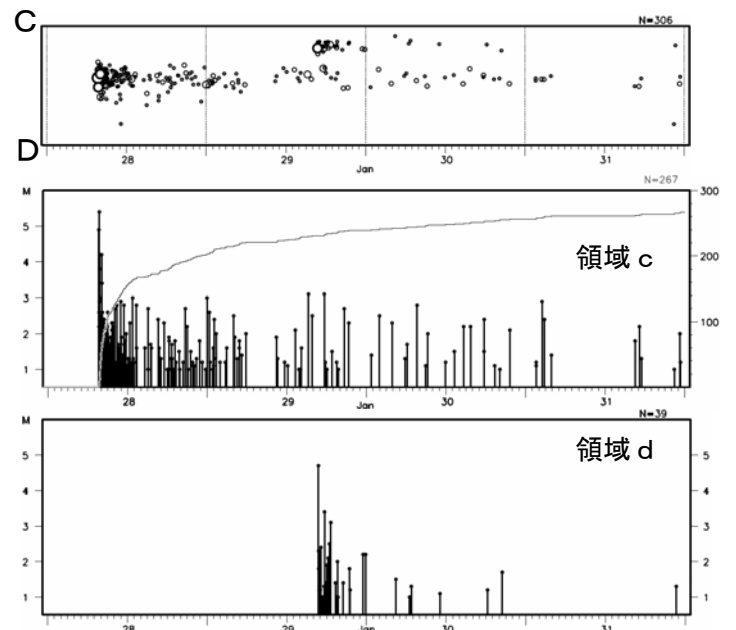 C
N=306
28 29 30 31
Jan
D
N=267
M
300
5
4
200
領域 c
3
2
100
1
28 29 30 31
Jan
N=39
M
領域 d
5 5
4 4
3 3
2 2
1 1
28 29 30 31
Jan